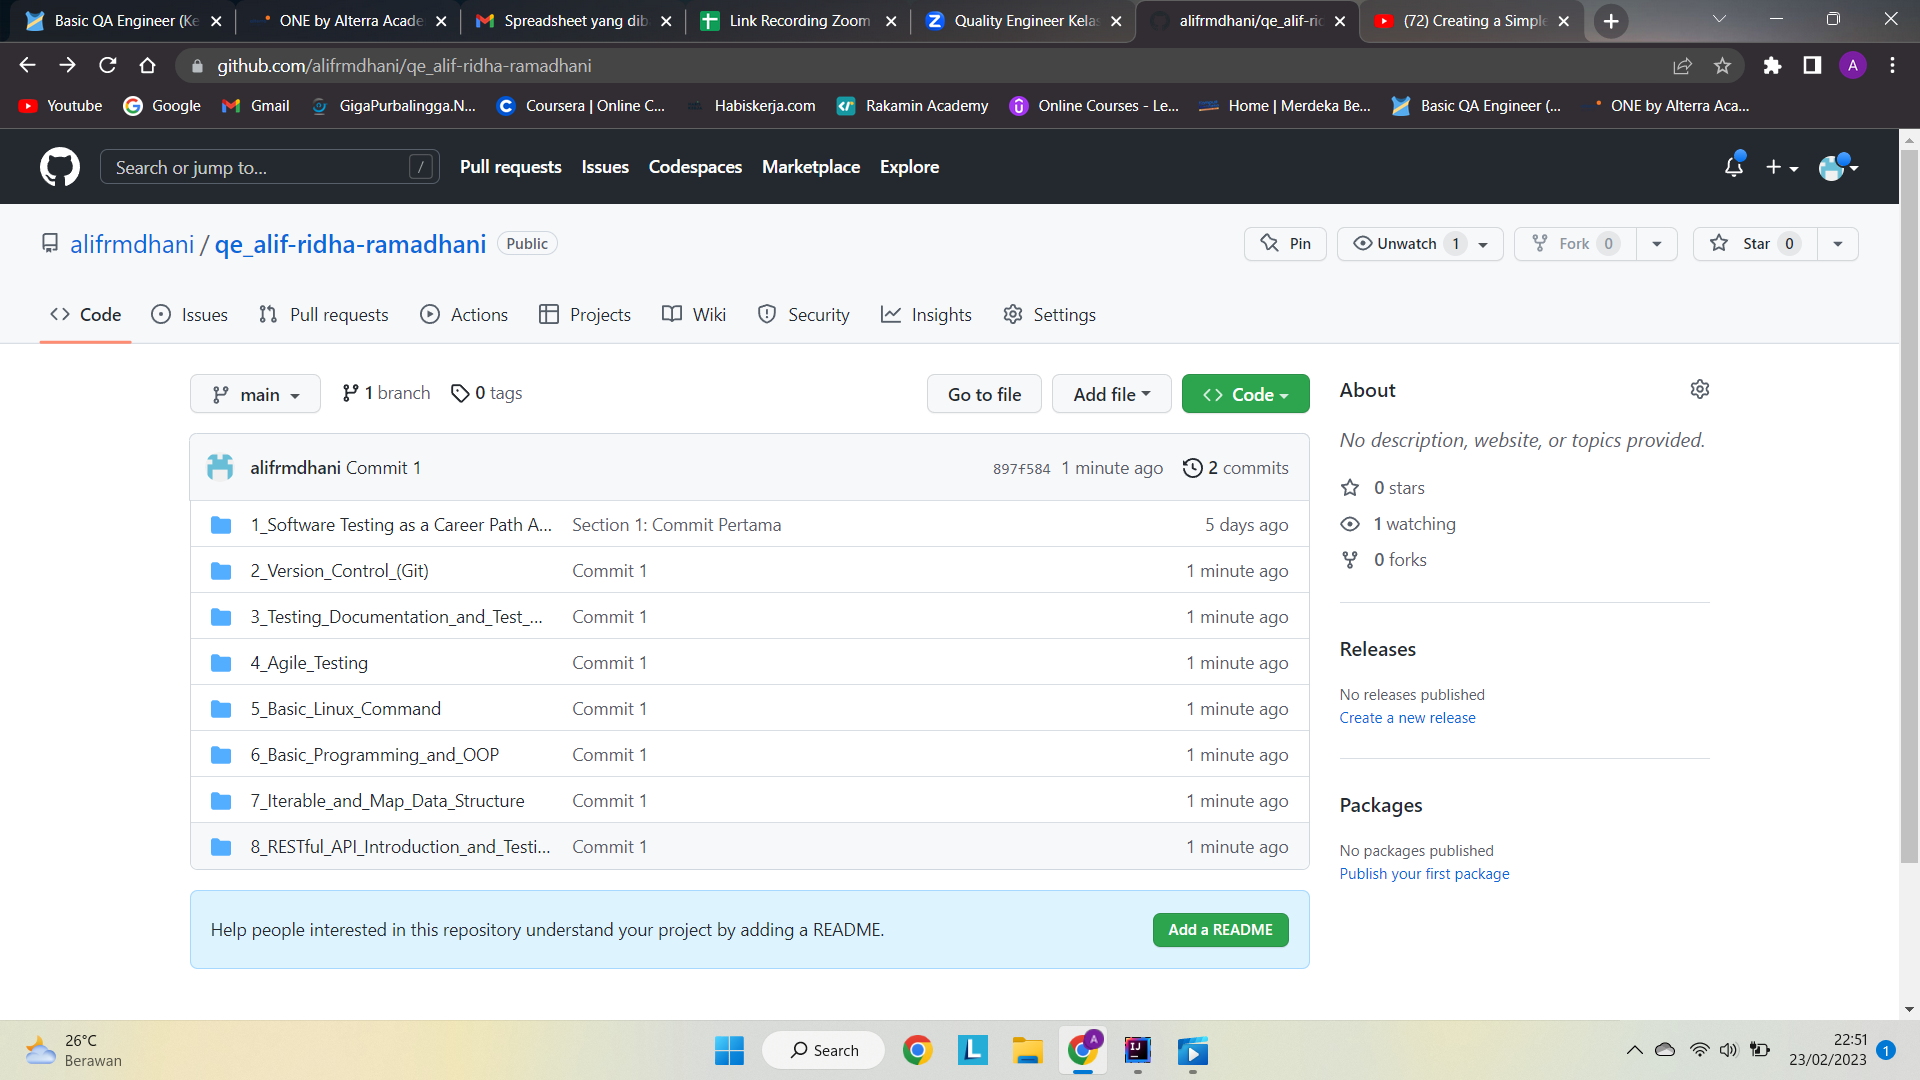 Basic QA Engineer (Ke
ONE by Alterra Acade
Spreadsheet yang dib
Link Recording Zoom
Quality Engineer Kelas
alifrmdhani/qe_alif-rid
(72) Creating a Simple
github.com/alifrmdhani/qe_alif-ridha-ramadhani
A
Youtube
Google
Gmail
GigaPurbalingga.N...
Coursera | Online C...
Habiskerja.com
Rakamin Academy
Online Courses - Le...
Home | Merdeka Be...
Basic QA Engineer (...
ONE by Alterra Aca...
Search or jump to...
/
Pull requests
Issues
Codespaces
Marketplace
Explore
alifrmdhani / qe_alif-ridha-ramadhani
Public
Pin
Unwatch 1
Fork 0
Star 0
Code
Issues
Pull requests
Actions
Projects
Wiki
Security
Insights
Settings
main
1 branch
0 tags
Go to file
Add file
Code
alifrmdhani Commit 1
897f584 1 minute ago
2 commits
1_Software Testing as a Career Path A... Section 1: Commit Pertama 5 days ago
2_Version_Control_(Git) Commit 1 1 minute ago
3_Testing_Documentation_and_Test_... Commit 1 1 minute ago
4_Agile_Testing Commit 1 1 minute ago
5_Basic_Linux_Command Commit 1 1 minute ago
6_Basic_Programming_and_OOP Commit 1 1 minute ago
7_Iterable_and_Map_Data_Structure Commit 1 1 minute ago
8_RESTful_API_Introduction_and_Testi... Commit 1 1 minute ago
Help people interested in this repository understand your project by adding a README.
Add a README
About
No description, website, or topics provided.
0 stars
1 watching
0 forks
Releases
No releases published
Create a new release
Packages
No packages published
Publish your first package
26°C
Berawan
Search
L
A
IJ
22:51
23/02/2023
1